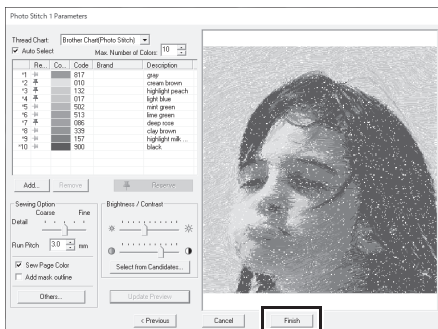 Photo Stitch 1 Parameters
Thread Chart: Brother Chart(Photo Stitch)
Auto Select Max. Number of Colors: 10
Re... Co... Code Brand Description
*1 817 gray
*2 010 cream brown
*3 132 highlight peach
*4 017 light blue
*5 502 mint green
*6 513 lime green
*7 086 deep rose
*8 339 clay brown
*9 157 highlight milk ...
*10 900 black
Add... Remove Reserve
Sewing Option
Coarse Fine
Detail
Run Pitch 3.0 mm
Sew Page Color
Add mask outline
Others...
Brightness / Contrast
Select from Candidates...
Update Preview
< Previous Cancel Finish